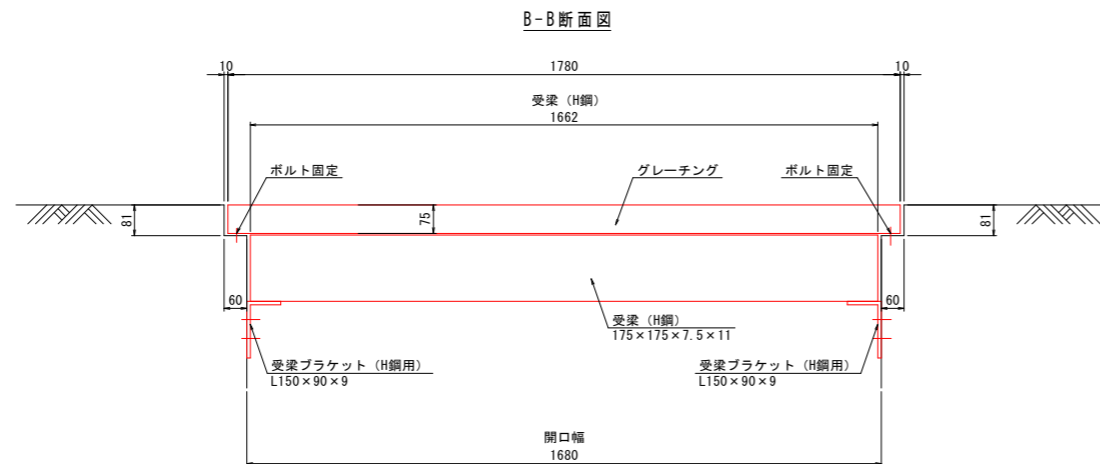 B-B断面図
10
1780
10
受梁（H鋼）
1662
ボルト固定
グレーチング
ボルト固定
81
75
81
60
60
受梁（H鋼）
175×175×7.5×11
受梁ブラケット（H鋼用）
L150×90×9
受梁ブラケット（H鋼用）
L150×90×9
開口幅
1680